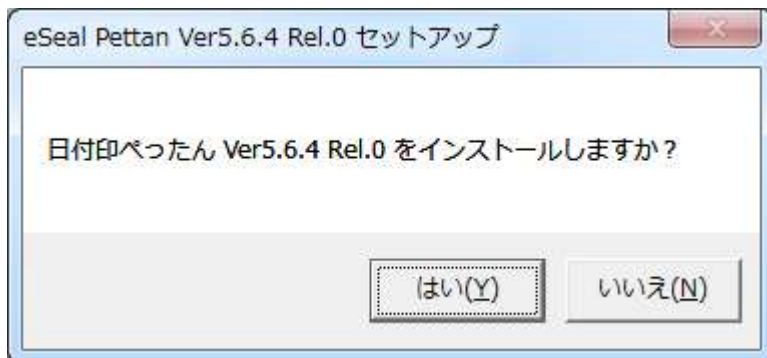 eSeal Pettan Ver5.6.4 Rel.0 セットアップ
日付印ぺったん Ver5.6.4 Rel.0 をインストールしますか？
はい(Y)
いいえ(N)